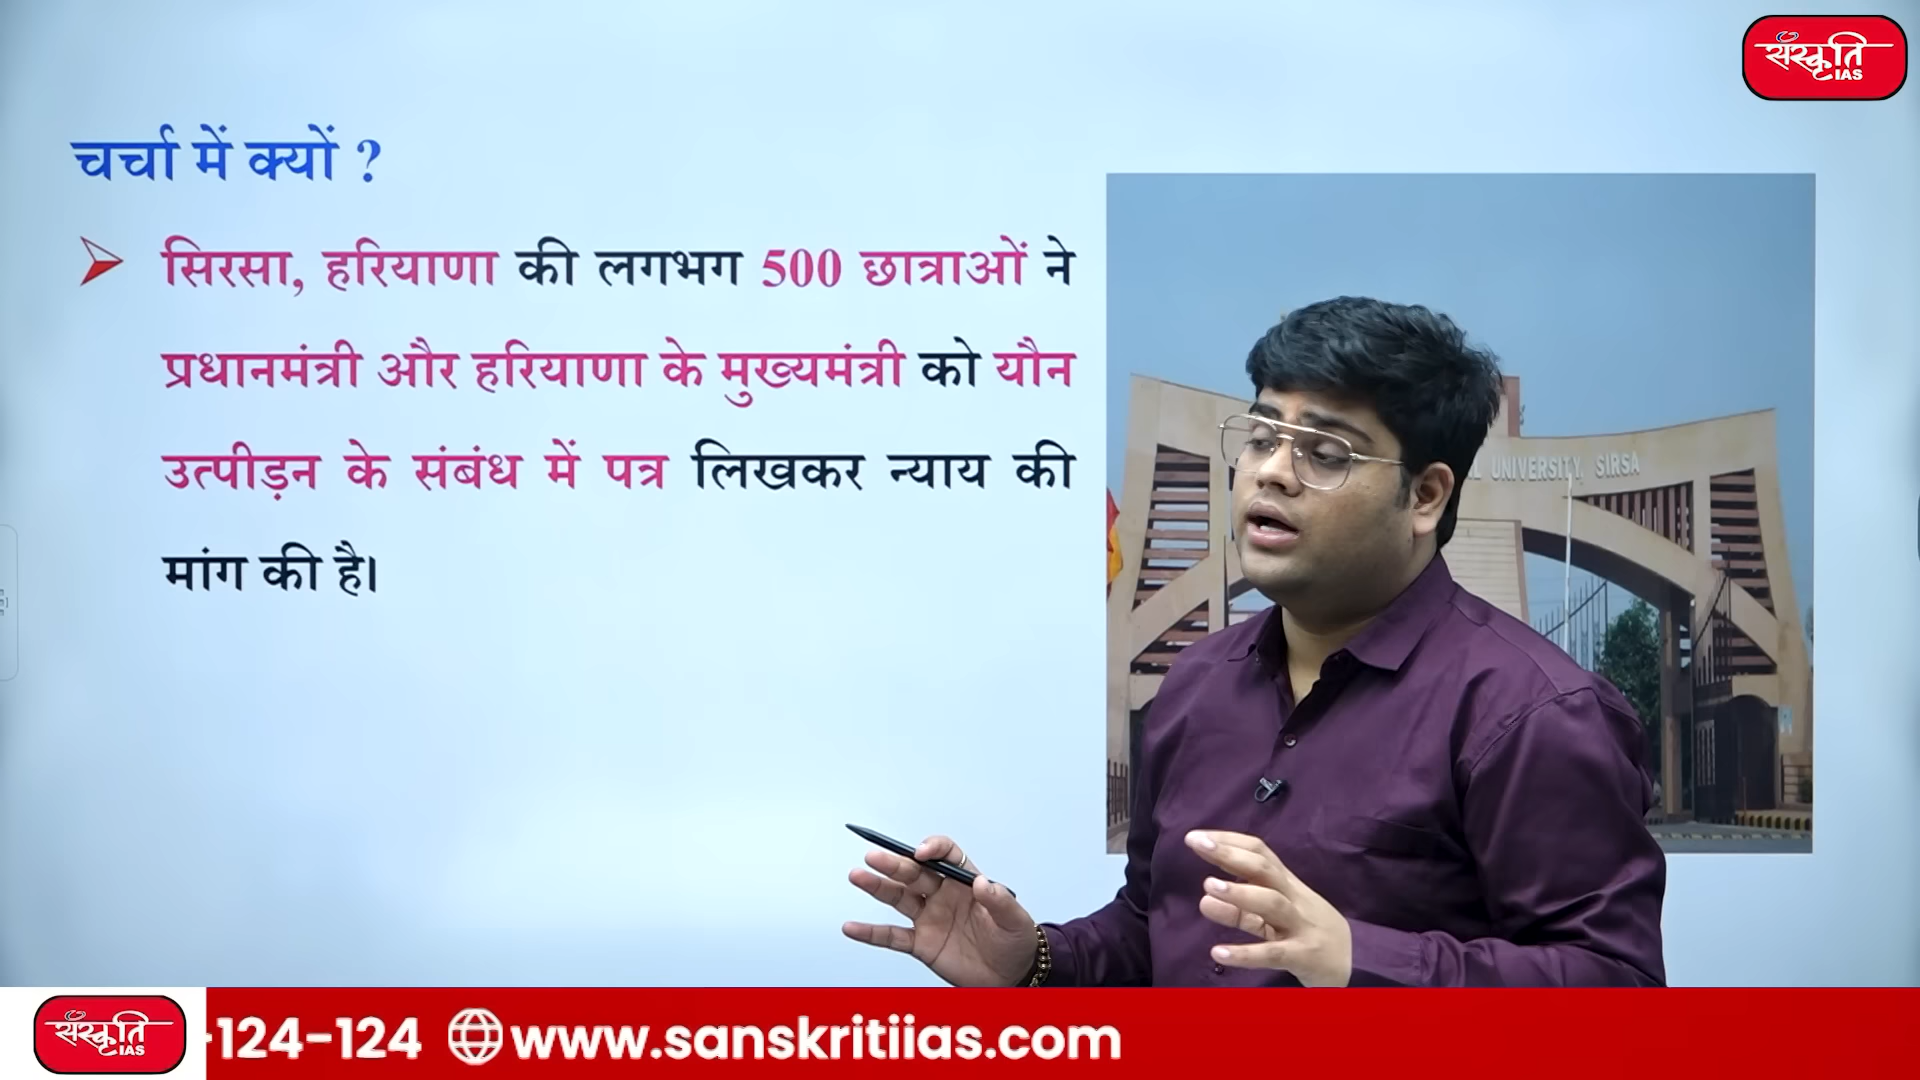 संस्कृति
IAS
चर्चा में क्यों ?
सिरसा, हरियाणा की लगभग 500 छात्राओं ने
प्रधानमंत्री और हरियाणा के मुख्यमंत्री को यौन
उत्पीड़न के संबंध में पत्र लिखकर न्याय की
मांग की है।
UNIVERSITY, SIRSA
संस्कृति
IAS
-124-124 www.sanskritiias.com